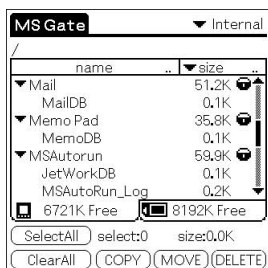 MS Gate ▼ Internal
/
name .. ▼size ..
▼Mail 51.2K
MailDB 0.1K
▼Memo Pad 35.8K
MemoDB 0.1K
▼MSAutorun 59.9K
JetWorkDB 0.1K
MSAutoRun_Log 0.2K
6721K Free 8192K Free
SelectAll select:0 size:0.0K
ClearAll COPY MOVE DELETE